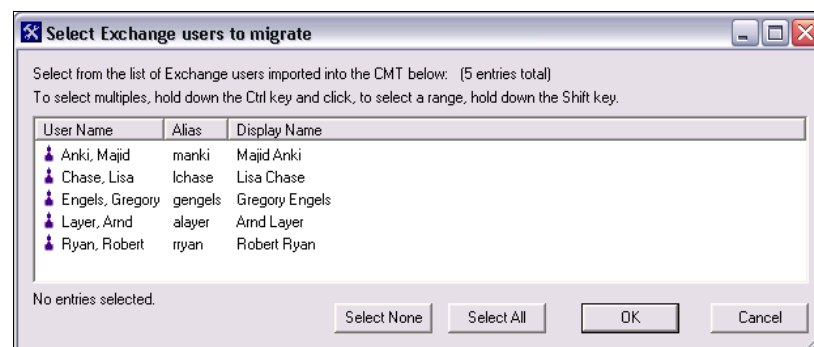 Select Exchange users to migrate
Select from the list of Exchange users imported into the CMT below: (5 entries total)
To select multiples, hold down the Ctrl key and click, to select a range, hold down the Shift key.
User Name Alias Display Name
Anki, Majid manki Majid Anki
Chase, Lisa lchase Lisa Chase
Engels, Gregory gengels Gregory Engels
Layer, Arnd alayer Arnd Layer
Ryan, Robert rryan Robert Ryan
No entries selected.
Select None Select All OK Cancel